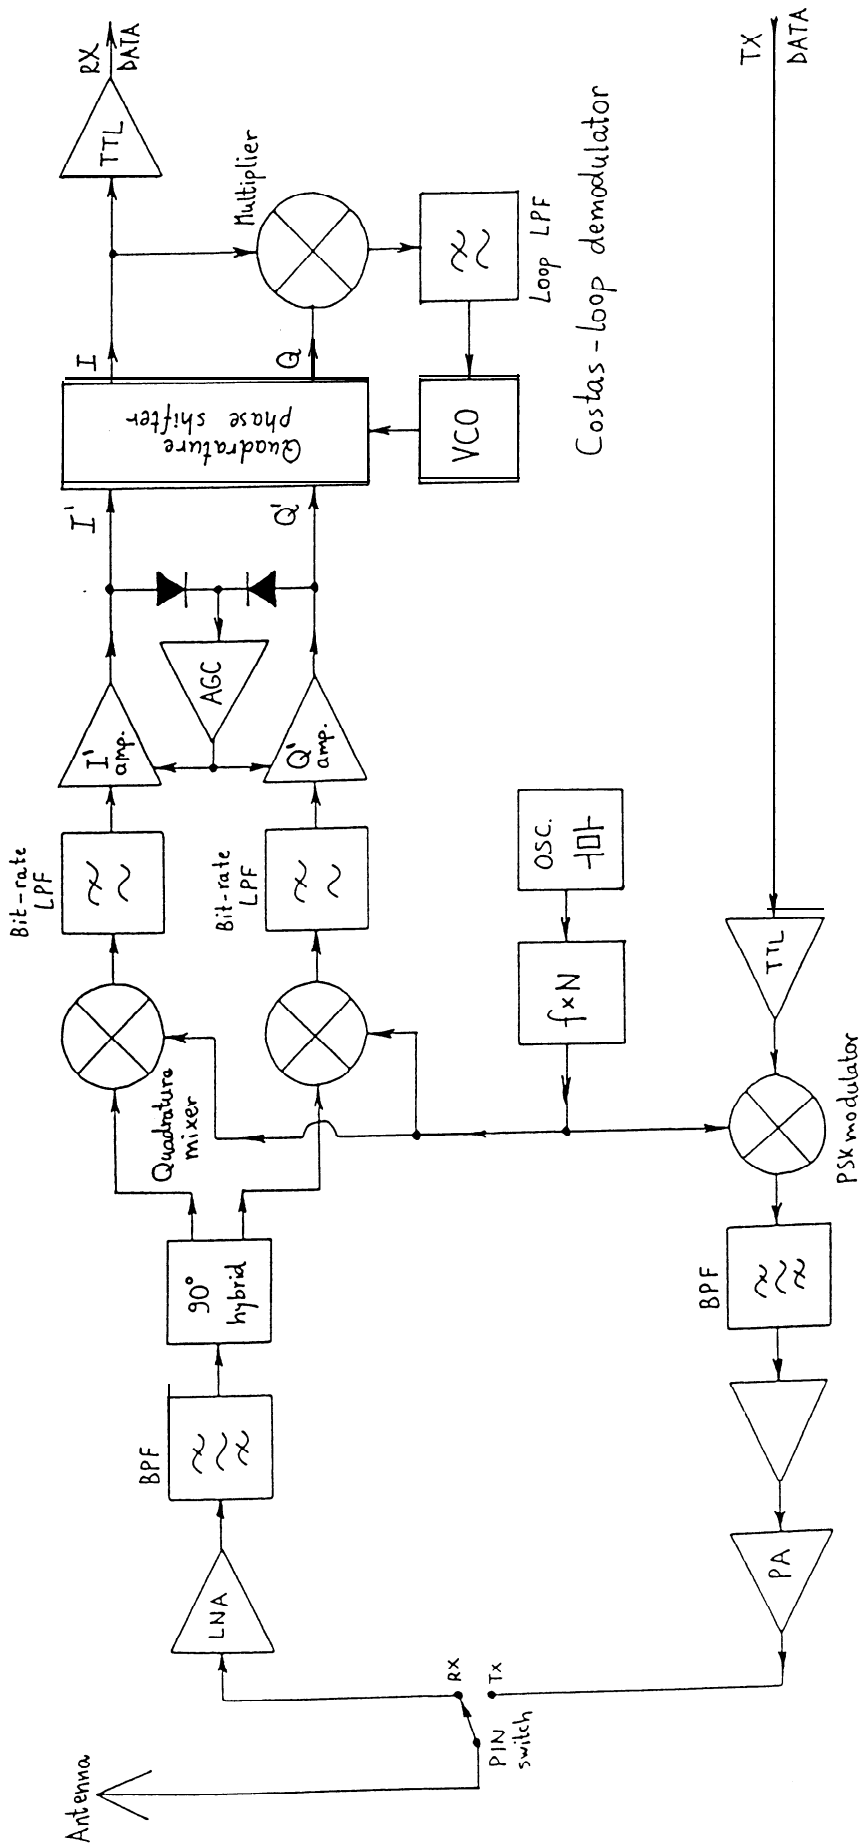 Antenna
PIN
switch
RX
TX
LNA
BPF
90°
hybrid
Quadrature
mixer
Bit-rate
LPF
Bit-rate
LPF
I'
amp.
Q'
amp.
AGC
I'
Q'
Quadrature
phase shifter
I
Q
Multiplier
TTL
RX
DATA
Loop LPF
VCO
Costas-loop demodulator
OSC.
f×N
TX
DATA
TTL
PSK modulator
BPF
PA